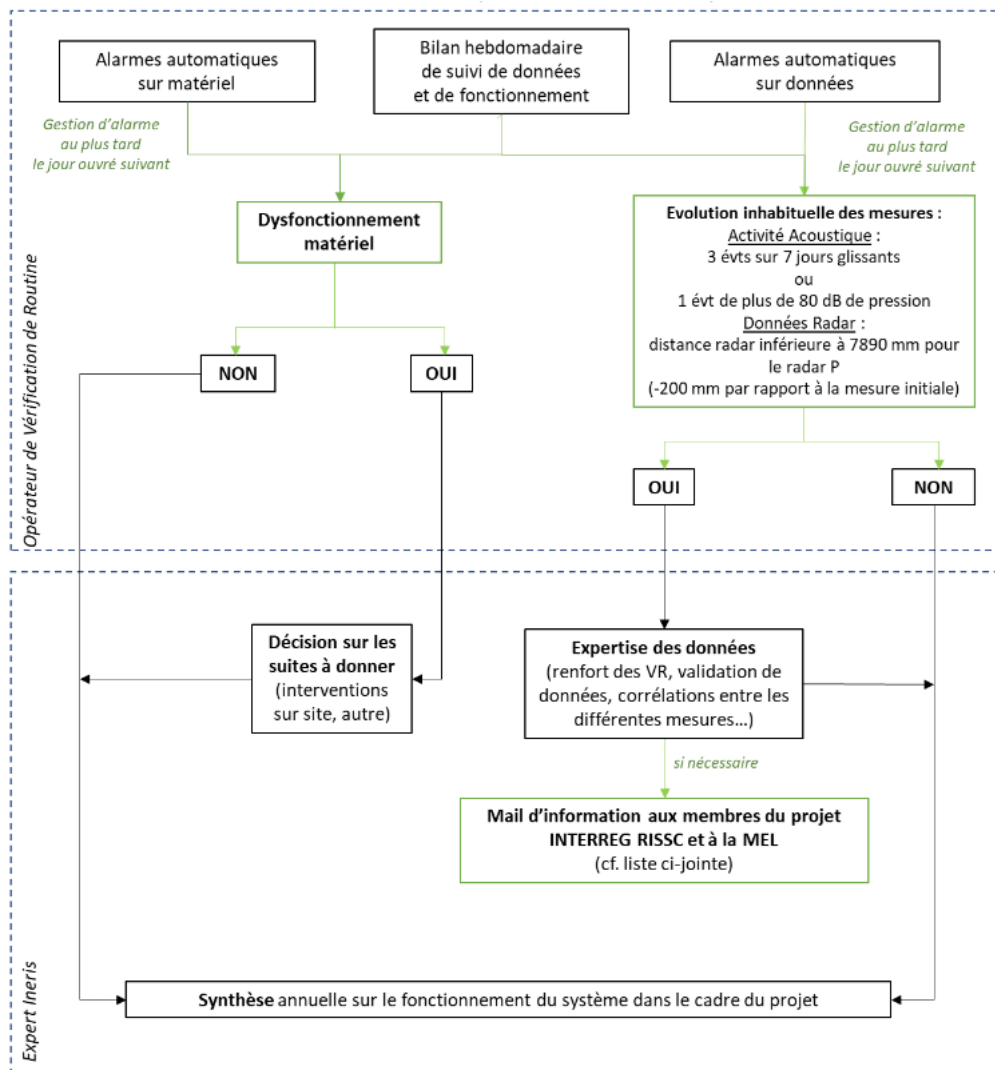 Alarmes automatiques
sur matériel
Bilan hebdomadaire
de suivi de données
et de fonctionnement
Alarmes automatiques
sur données
Gestion d'alarme
au plus tard
le jour ouvré suivant
Gestion d'alarme
au plus tard
le jour ouvré suivant
Dysfonctionnement
matériel
Evolution inhabituelle des mesures :
Activité Acoustique :
3 évts sur 7 jours glissants
ou
1 évt de plus de 80 dB de pression
Données Radar :
distance radar inférieure à 7890 mm pour
le radar P
(-200 mm par rapport à la mesure initiale)
NON
OUI
OUI
NON
Opérateur de Vérification de Routine
Décision sur les
suites à donner
(interventions
sur site, autre)
Expertise des données
(renfort des VR, validation de
données, corrélations entre les
différentes mesures...)
si nécessaire
Mail d'information aux membres du projet
INTERREG RISSC et à la MEL
(cf. liste ci-jointe)
Synthèse annuelle sur le fonctionnement du système dans le cadre du projet
Expert Ineris